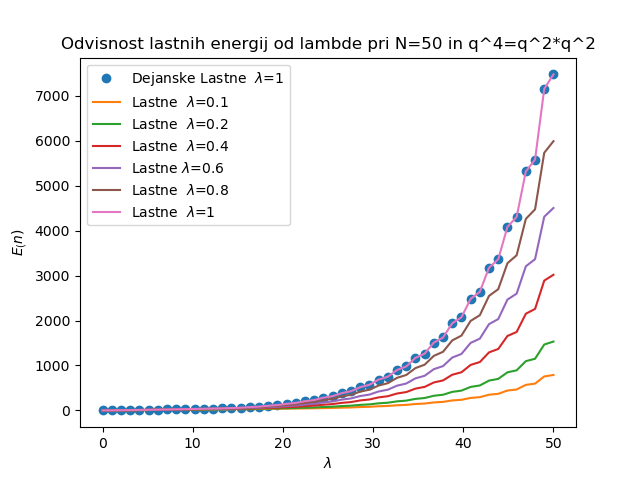 Odvisnost lastnih energij od lambde pri N=50 in q^4=q^2*q^2
Dejanske Lastne λ=1
Lastne λ=0.1
Lastne λ=0.2
Lastne λ=0.4
Lastne λ=0.6
Lastne λ=0.8
Lastne λ=1
E(n)
7000
6000
5000
4000
3000
2000
1000
0
0 10 20 30 40 50
λ